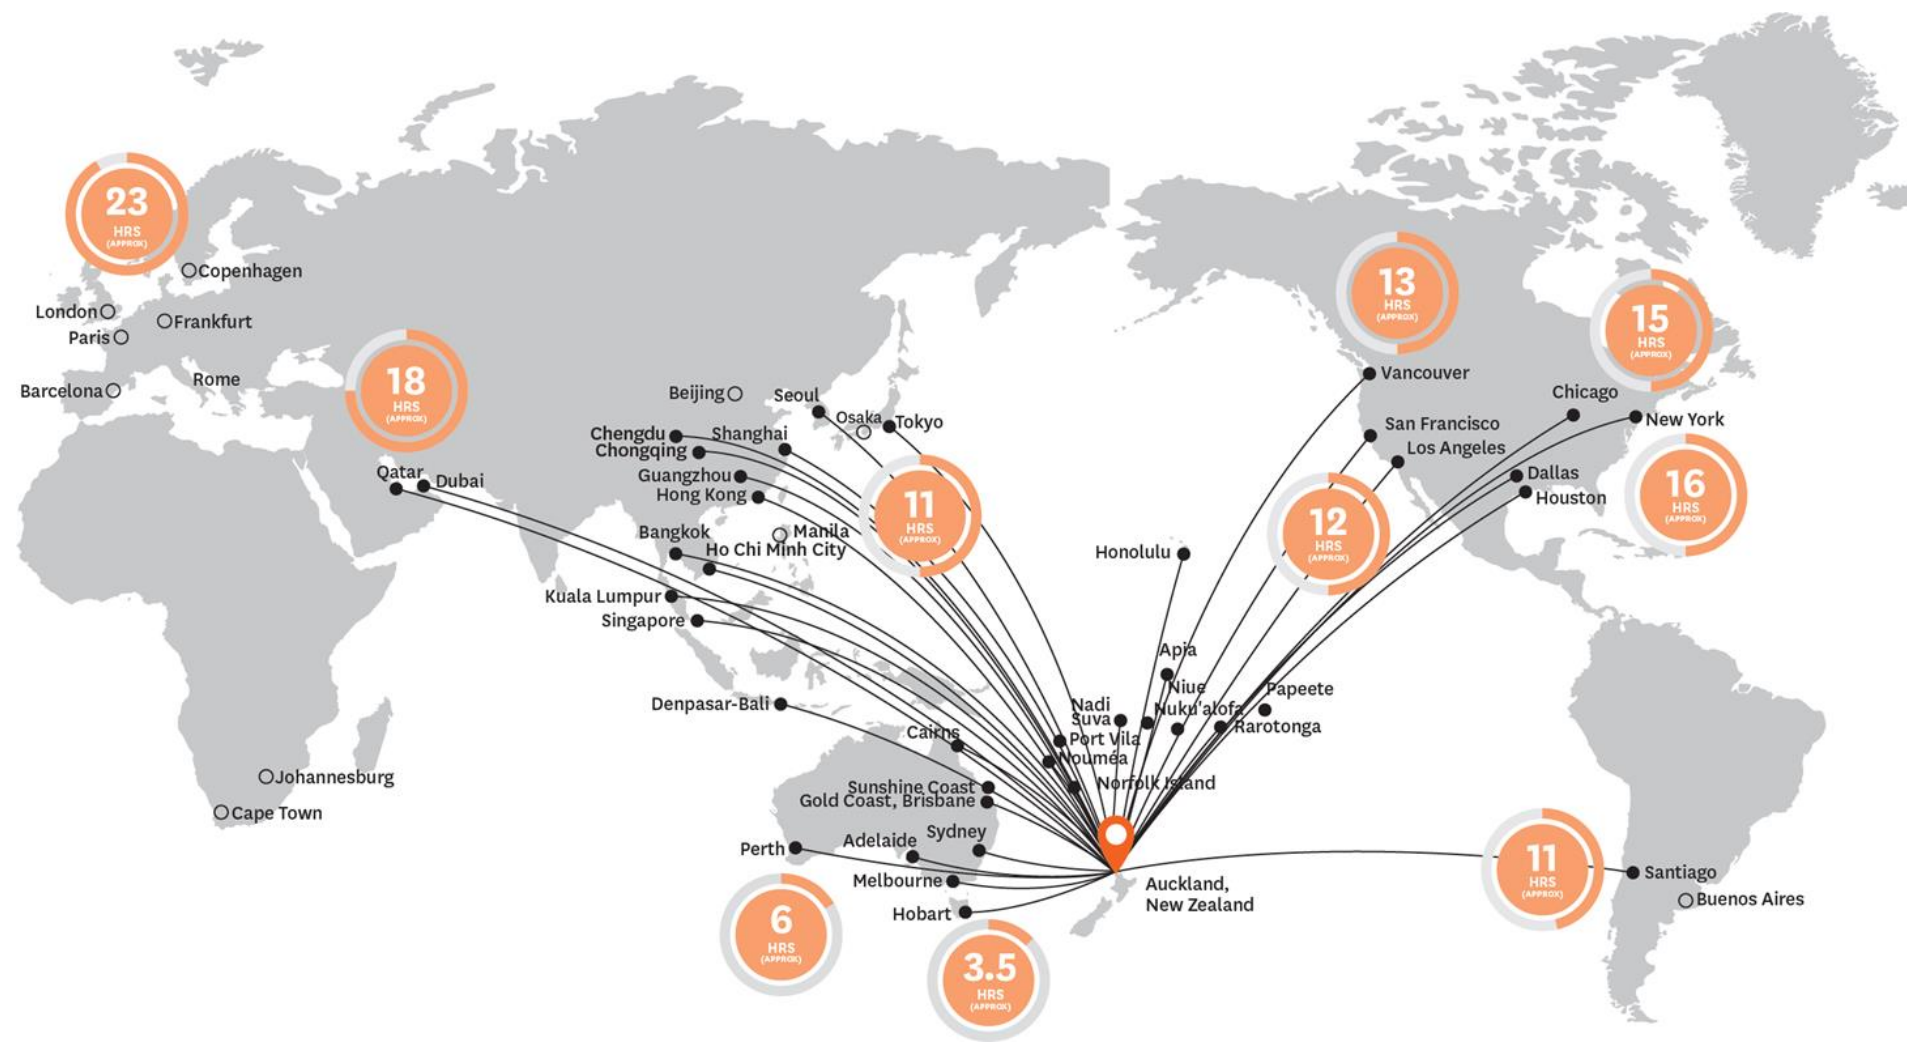 23
HRS
(APPROX)
Copenhagen
London
Frankfurt
Paris
Barcelona
Rome
18
HRS
(APPROX)
Qatar
Dubai
Beijing
Seoul
Osaka
Tokyo
Chengdu
Shanghai
Chongqing
Guangzhou
Hong Kong
Bangkok
Manila
Ho Chi Minh City
Kuala Lumpur
Singapore
Denpasar-Bali
11
HRS
(APPROX)
13
HRS
(APPROX)
15
HRS
(APPROX)
Vancouver
Chicago
New York
San Francisco
Los Angeles
Dallas
Houston
16
HRS
(APPROX)
12
HRS
(APPROX)
Honolulu
Apia
Niue
Papeete
Nadi
Suva
Nuku'alofa
Rarotonga
Port Vila
Nouméa
Norfolk Island
Cairns
Sunshine Coast
Gold Coast, Brisbane
Sydney
Adelaide
Perth
Melbourne
Hobart
Auckland,
New Zealand
6
HRS
(APPROX)
3.5
HRS
(APPROX)
Johannesburg
Cape Town
11
HRS
(APPROX)
Santiago
Buenos Aires